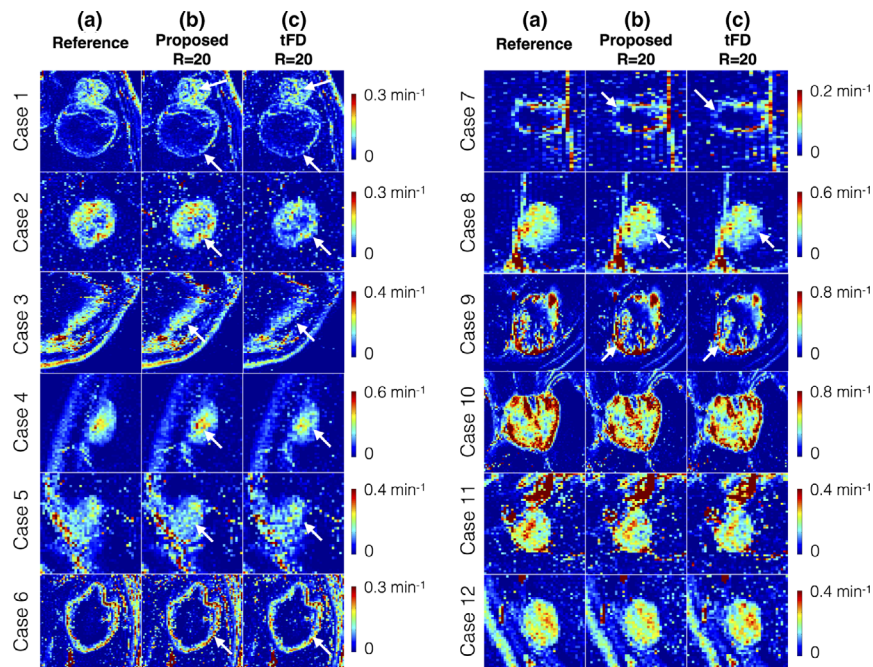 (a) (b) (c)
Reference Proposed R=20 tFD R=20
Case 1
0.3 min-1
0
Case 2
0.3 min-1
0
Case 3
0.4 min-1
0
Case 4
0.6 min-1
0
Case 5
0.4 min-1
0
Case 6
0.3 min-1
0
(a) (b) (c)
Reference Proposed R=20 tFD R=20
Case 7
0.2 min-1
0
Case 8
0.6 min-1
0
Case 9
0.8 min-1
0
Case 10
0.8 min-1
0
Case 11
0.4 min-1
0
Case 12
0.4 min-1
0